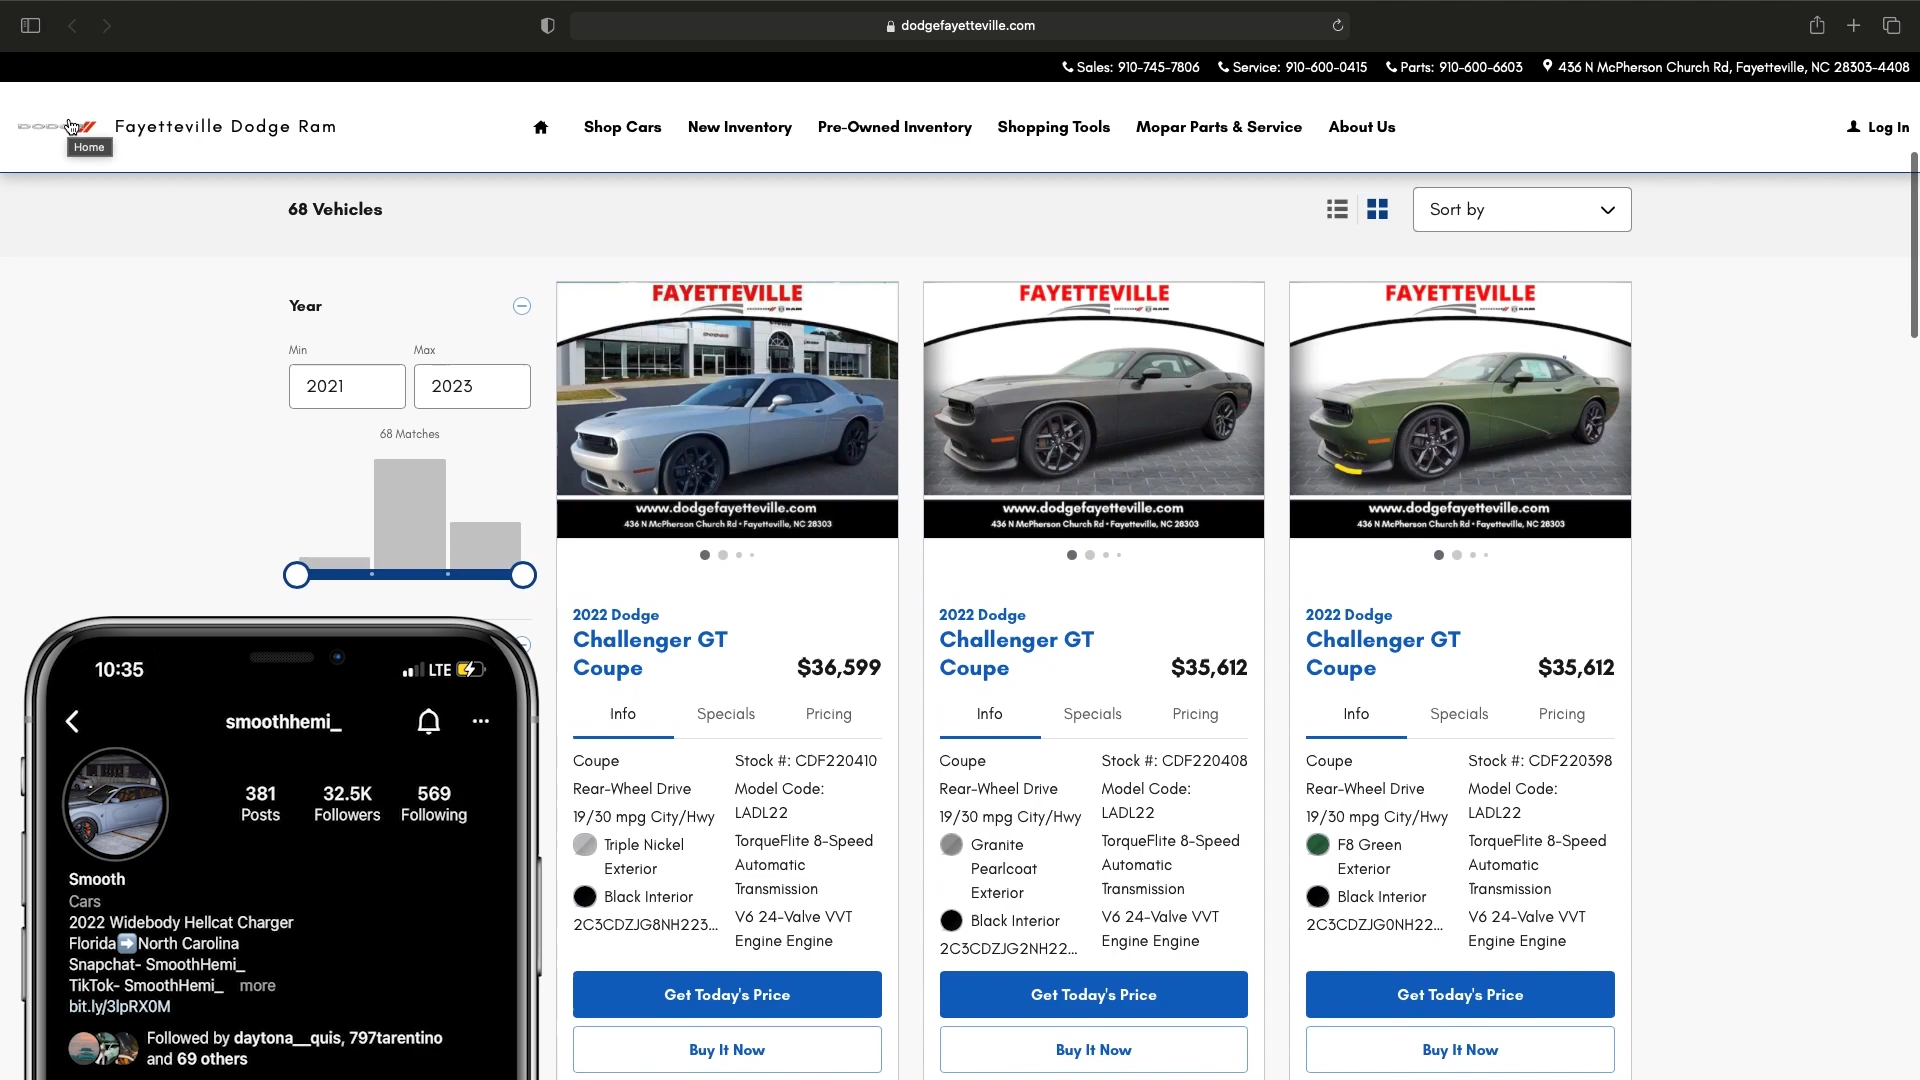 dodgefayetteville.com
Sales: 910-745-7806 Service: 910-600-0415 Parts: 910-600-6603 436 N McPherson Church Rd, Fayetteville, NC 28303-4408
DODGE Fayetteville Dodge Ram Shop Cars New Inventory Pre-Owned Inventory Shopping Tools Mopar Parts & Service About Us Log In
Home
68 Vehicles
Sort by
Year
Min Max
2021 2023
68 Matches
FAYETTEVILLE
www.dodgefayetteville.com
436 N McPherson Church Rd • Fayetteville, NC 28303
2022 Dodge
Challenger GT
Coupe $36,599
Info Specials Pricing
Coupe
Rear-Wheel Drive
19/30 mpg City/Hwy
Triple Nickel
Exterior
Black Interior
2C3CDZJG8NH223...
Stock #: CDF220410
Model Code:
LADL22
TorqueFlite 8-Speed
Automatic
Transmission
V6 24-Valve VVT
Engine Engine
Get Today's Price
Buy It Now
FAYETTEVILLE
www.dodgefayetteville.com
436 N McPherson Church Rd • Fayetteville, NC 28303
2022 Dodge
Challenger GT
Coupe $35,612
Info Specials Pricing
Coupe
Rear-Wheel Drive
19/30 mpg City/Hwy
Granite
Pearlcoat
Exterior
Black Interior
2C3CDZJG2NH22...
Stock #: CDF220408
Model Code:
LADL22
TorqueFlite 8-Speed
Automatic
Transmission
V6 24-Valve VVT
Engine Engine
Get Today's Price
Buy It Now
FAYETTEVILLE
www.dodgefayetteville.com
436 N McPherson Church Rd • Fayetteville, NC 28303
2022 Dodge
Challenger GT
Coupe $35,612
Info Specials Pricing
Coupe
Rear-Wheel Drive
19/30 mpg City/Hwy
F8 Green
Exterior
Black Interior
2C3CDZJG0NH22...
Stock #: CDF220398
Model Code:
LADL22
TorqueFlite 8-Speed
Automatic
Transmission
V6 24-Valve VVT
Engine Engine
Get Today's Price
Buy It Now
10:35 LTE
smoothhemi_ ...
381 32.5K 569
Posts Followers Following
Smooth
Cars
2022 Widebody Hellcat Charger
Florida➡️North Carolina
Snapchat- SmoothHemi_
TikTok- SmoothHemi_ more
bit.ly/3lpRX0M
Followed by daytona__quis, 797tarentino
and 69 others